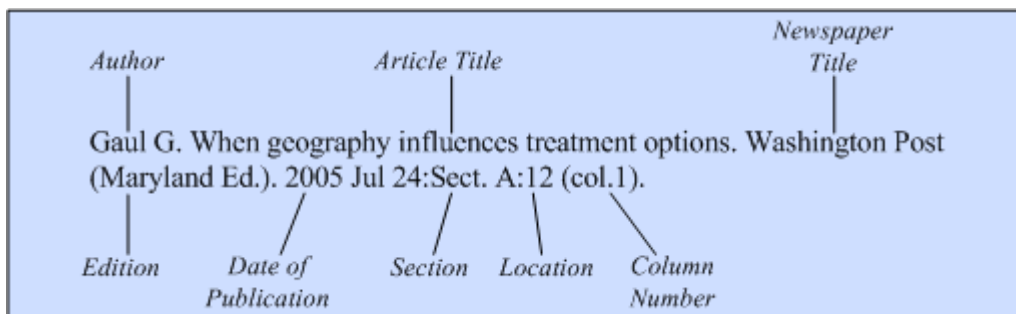 Newspaper
Author Article Title Title
Gaul G. When geography influences treatment options. Washington Post
(Maryland Ed.). 2005 Jul 24:Sect. A:12 (col.1).
Edition Date of Section Location Column
Publication Number